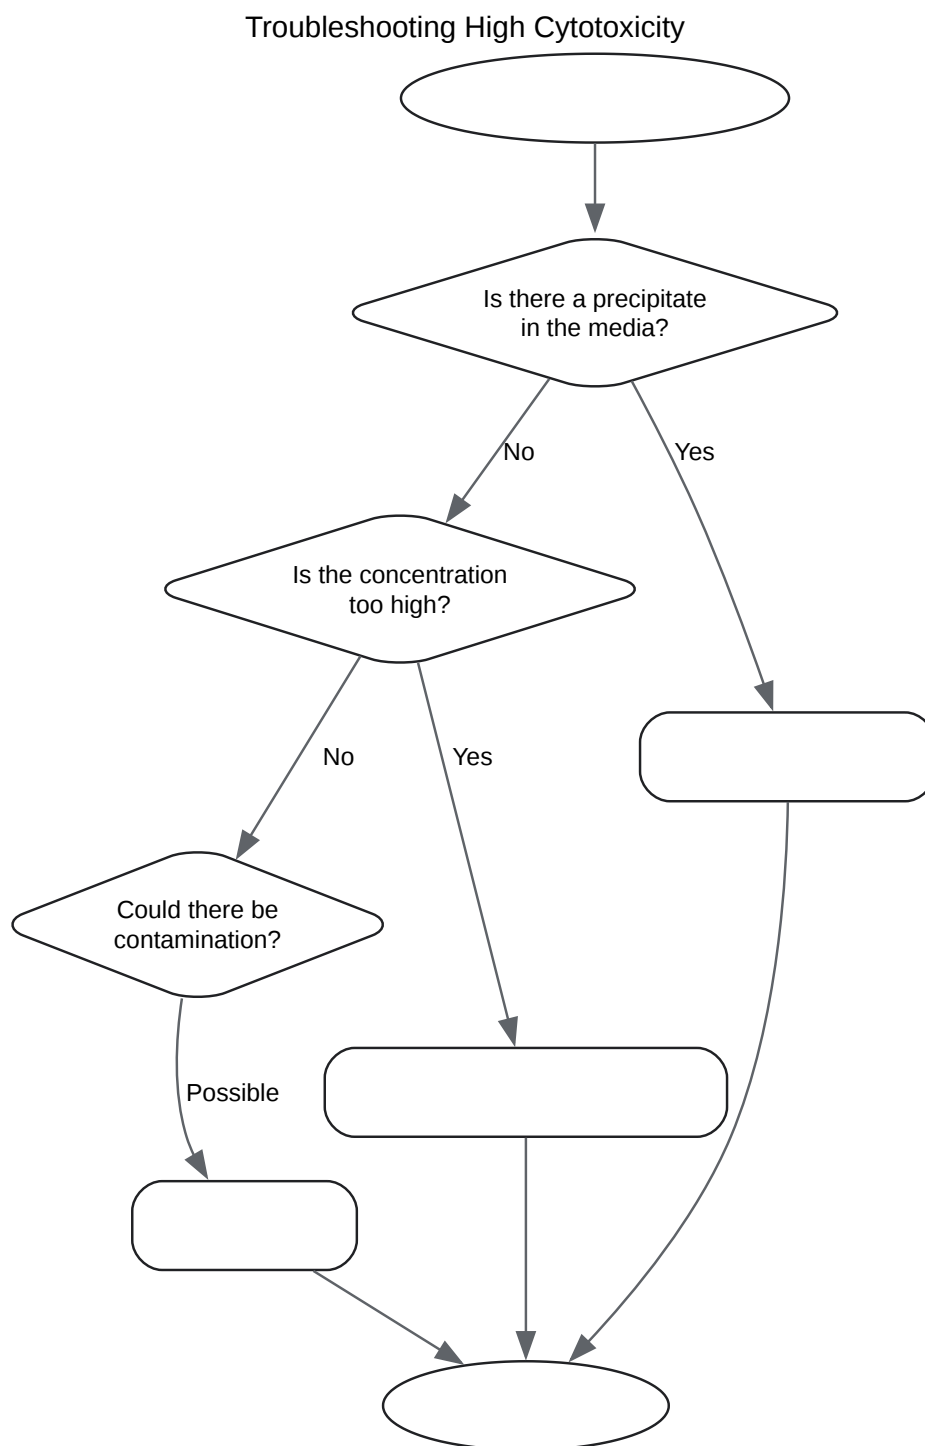 Troubleshooting High Cytotoxicity
Is there a precipitate
in the media?
No
Yes
Is the concentration
too high?
No
Yes
Could there be
contamination?
Possible